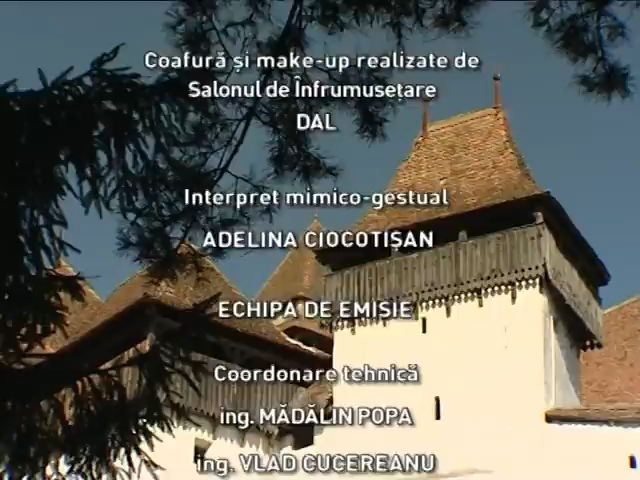 Coafură și make-up realizate de
Salonul de Înfrumusețare
DAL
Interpret mimico-gestual
ADELINA CIOCOTIȘAN
ECHIPA DE EMISIE
Coordonare tehnică
ing. MĂDĂLIN POPA
ing. VLAD CUCEREANU